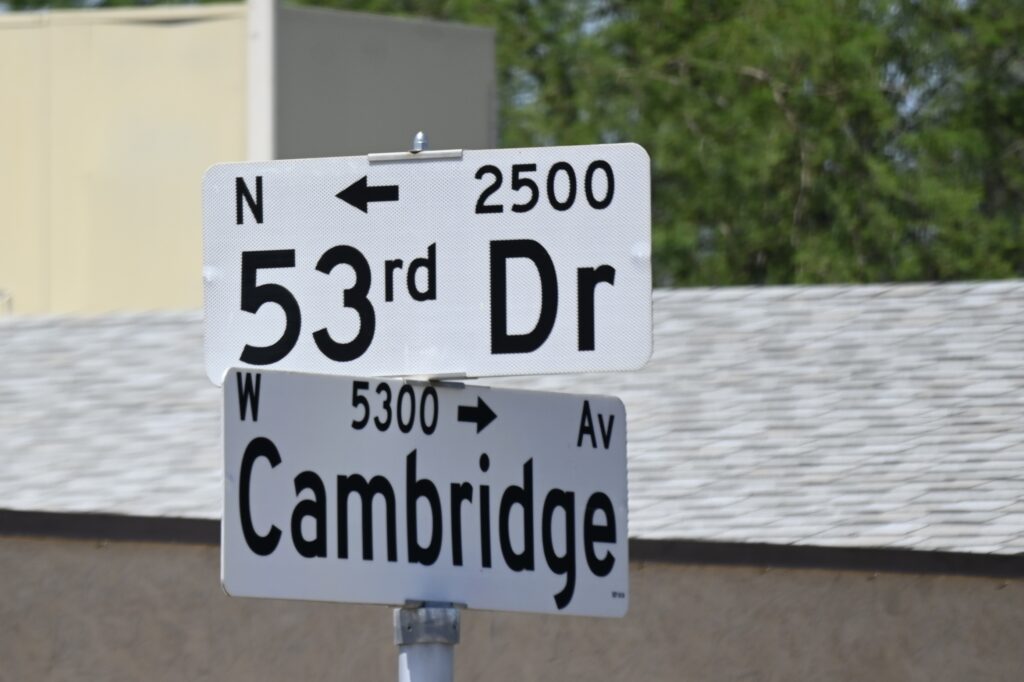 N ← 2500
53rd Dr
W 5300 → Av
Cambridge